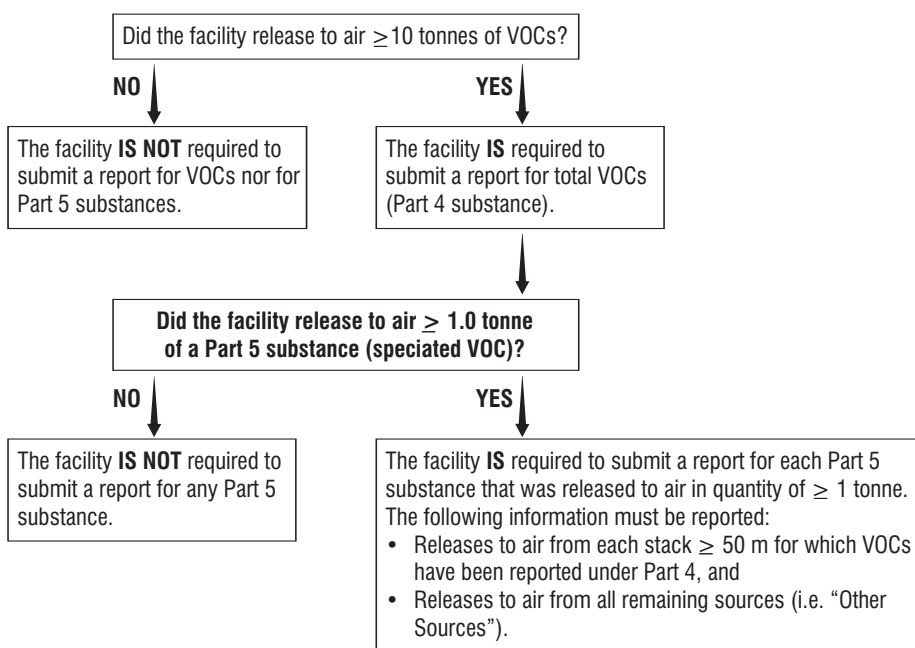 Did the facility release to air ≥10 tonnes of VOCs?
NO
YES
The facility IS NOT required to
submit a report for VOCs nor for
Part 5 substances.
The facility IS required to
submit a report for total VOCs
(Part 4 substance).
Did the facility release to air ≥ 1.0 tonne
of a Part 5 substance (speciated VOC)?
NO
YES
The facility IS NOT required to
submit a report for any Part 5
substance.
The facility IS required to submit a report for each Part 5
substance that was released to air in quantity of ≥ 1 tonne.
The following information must be reported:
• Releases to air from each stack ≥ 50 m for which VOCs
have been reported under Part 4, and
• Releases to air from all remaining sources (i.e. “Other
Sources”).